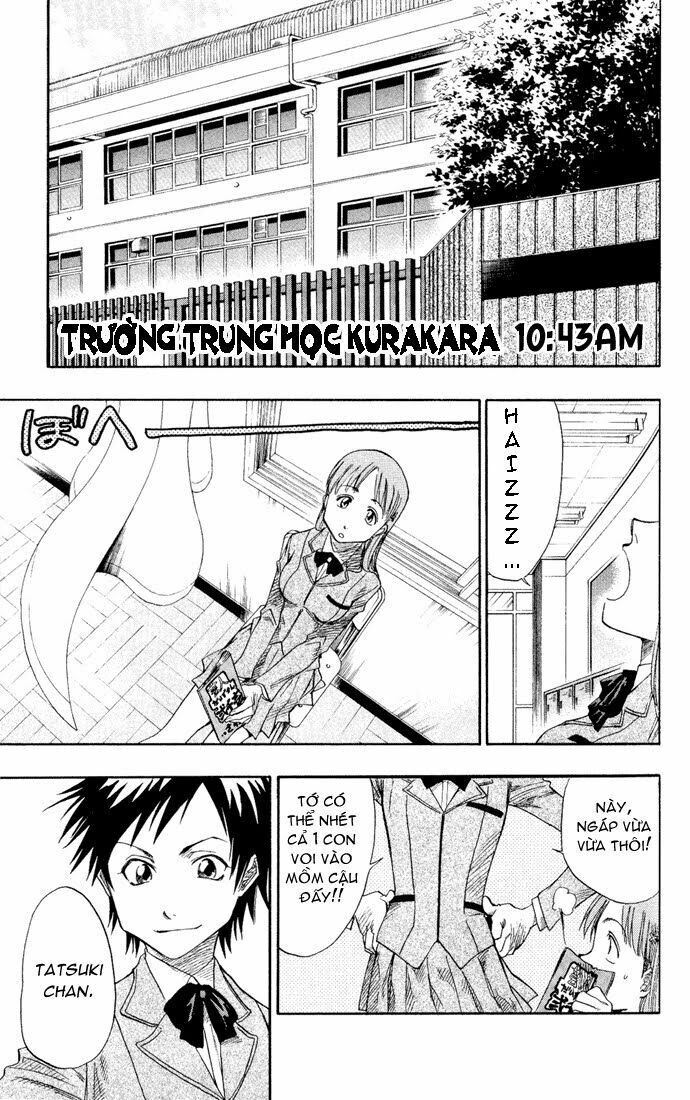 TRƯỜNG TRUNG HỌC KURAKARA 10:43AM
HAIZZZ...
ぼへー
NÀY,
NGÁP VỪA
VỪA THÔI!
TỚ CÓ
THỂ NHÉT
CẢ 1 CON
VOI VÀO
MỒM CẬU
ĐẤY!!
TATSUKI
CHAN.